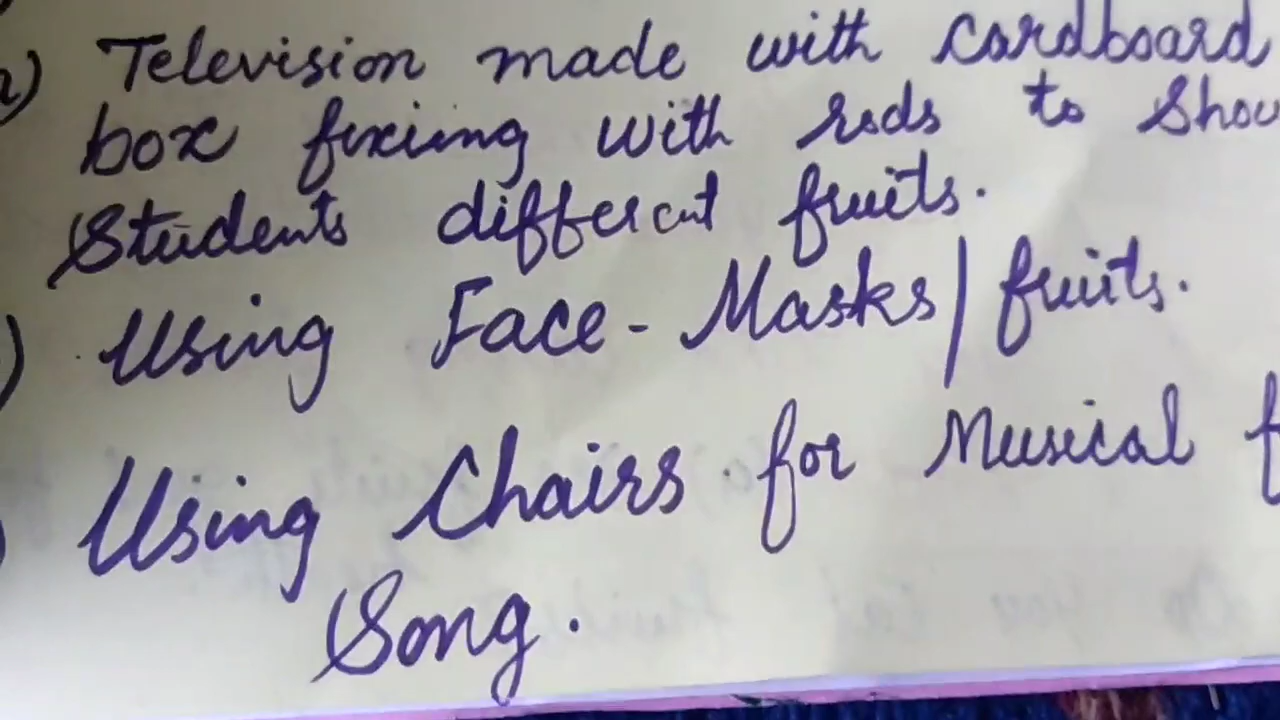 Television made with cardboard
box fixing with rods to
Students different fruits.
Using Face-Masks/fruits.
Using Chairs for Musical
Song.